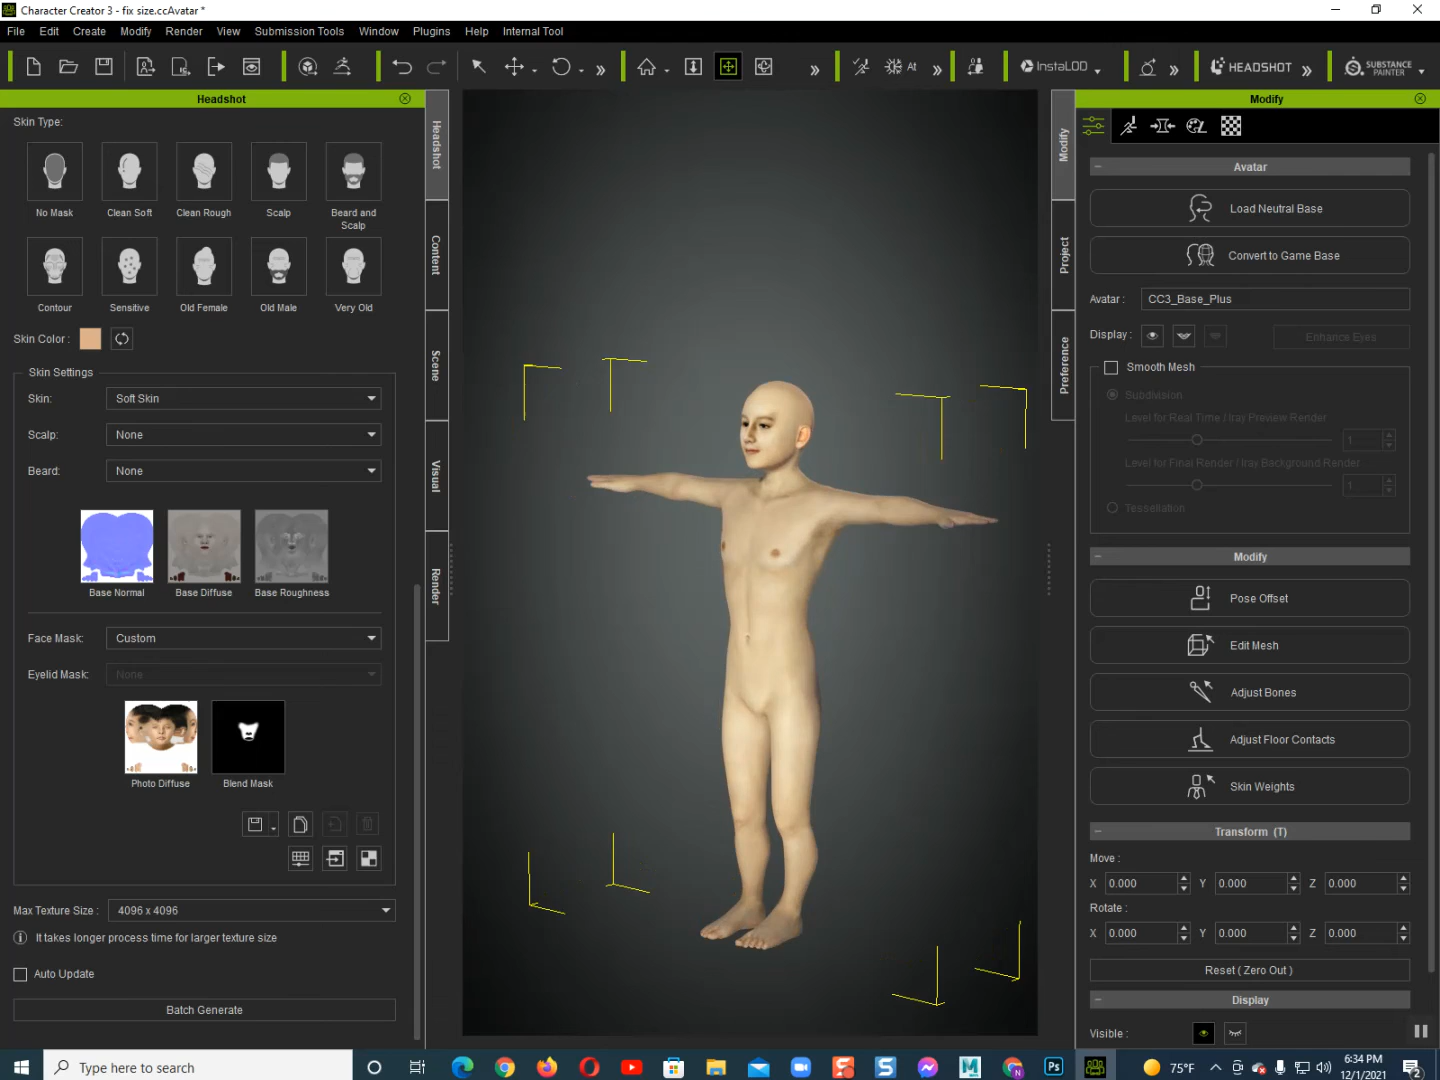 Character Creator 3 - fix size.ccAvatar *
File Edit Create Modify Render View Submission Tools Window Plugins Help Internal Tool
At InstaLOD HEADSHOT SUBSTANCE PAINTER
Headshot
Skin Type:
No Mask Clean Soft Clean Rough Scalp Beard and Scalp
Contour Sensitive Old Female Old Male Very Old
Skin Color :
Skin Settings
Skin: Soft Skin
Scalp: None
Beard: None
Base Normal Base Diffuse Base Roughness
Face Mask: Custom
Eyelid Mask: None
Photo Diffuse Blend Mask
Max Texture Size : 4096 x 4096
It takes longer process time for larger texture size
Auto Update
Batch Generate
Headshot
Content
Scene
Visual
Render
Modify
Project
Preference
Modify
Avatar
Load Neutral Base
Convert to Game Base
Avatar : CC3_Base_Plus
Display : Enhance Eyes
Smooth Mesh
Subdivision
Level for Real Time / Iray Preview Render
1
Level for Final Render / Iray Background Render
1
Tessellation
Modify
Pose Offset
Edit Mesh
Adjust Bones
Adjust Floor Contacts
Skin Weights
Transform (T)
Move :
X 0.000 Y 0.000 Z 0.000
Rotate :
X 0.000 Y 0.000 Z 0.000
Reset ( Zero Out )
Display
Visible :
Type here to search
75°F
6:34 PM
12/1/2021
2